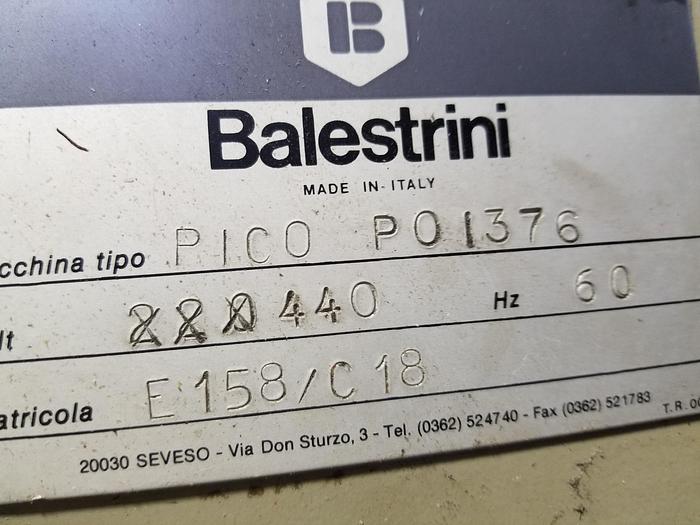 B
Balestrini
MADE IN-ITALY
cchina tipo PICO PO1376
lt 220 440 Hz 60
atricola E158/C18
20030 SEVESO - Via Don Sturzo, 3 - Tel. (0362) 524740 - Fax (0362) 521783 T.R.